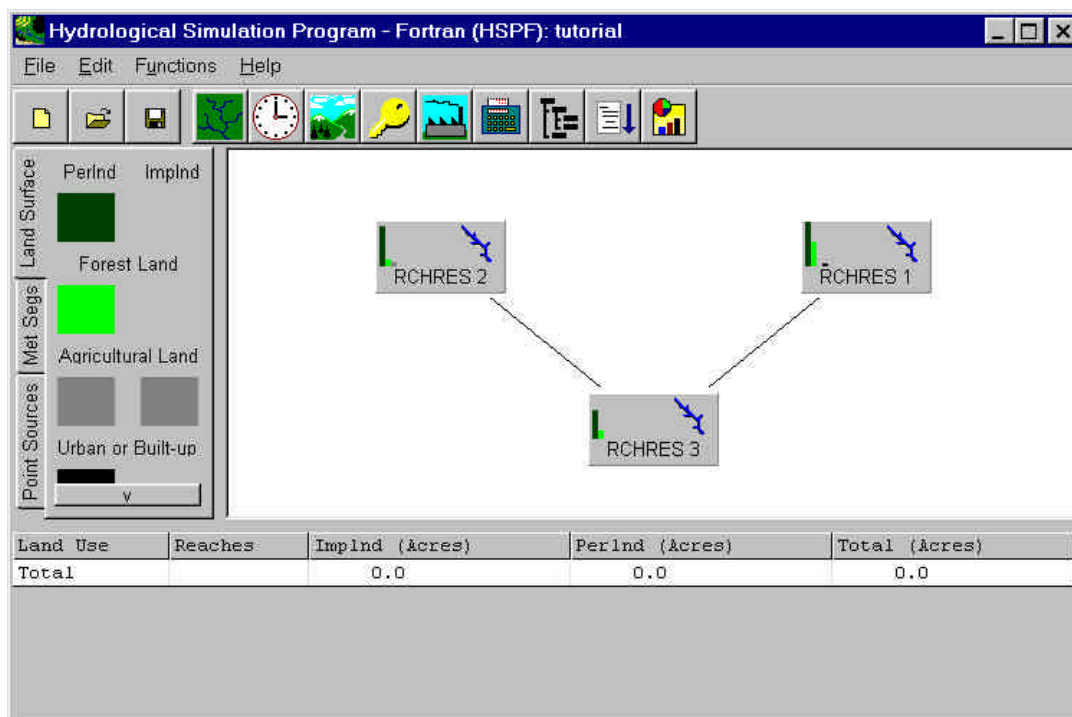 Hydrological Simulation Program - Fortran (HSPF): tutorial
File Edit Functions Help
Land Surface
Met Segs
Point Sources
PerInd ImpInd
Forest Land
Agricultural Land
Urban or Built-up
v
RCHRES 2
RCHRES 1
RCHRES 3
Land Use Reaches ImpInd (Acres) PerInd (Acres) Total (Acres)
Total 0.0 0.0 0.0